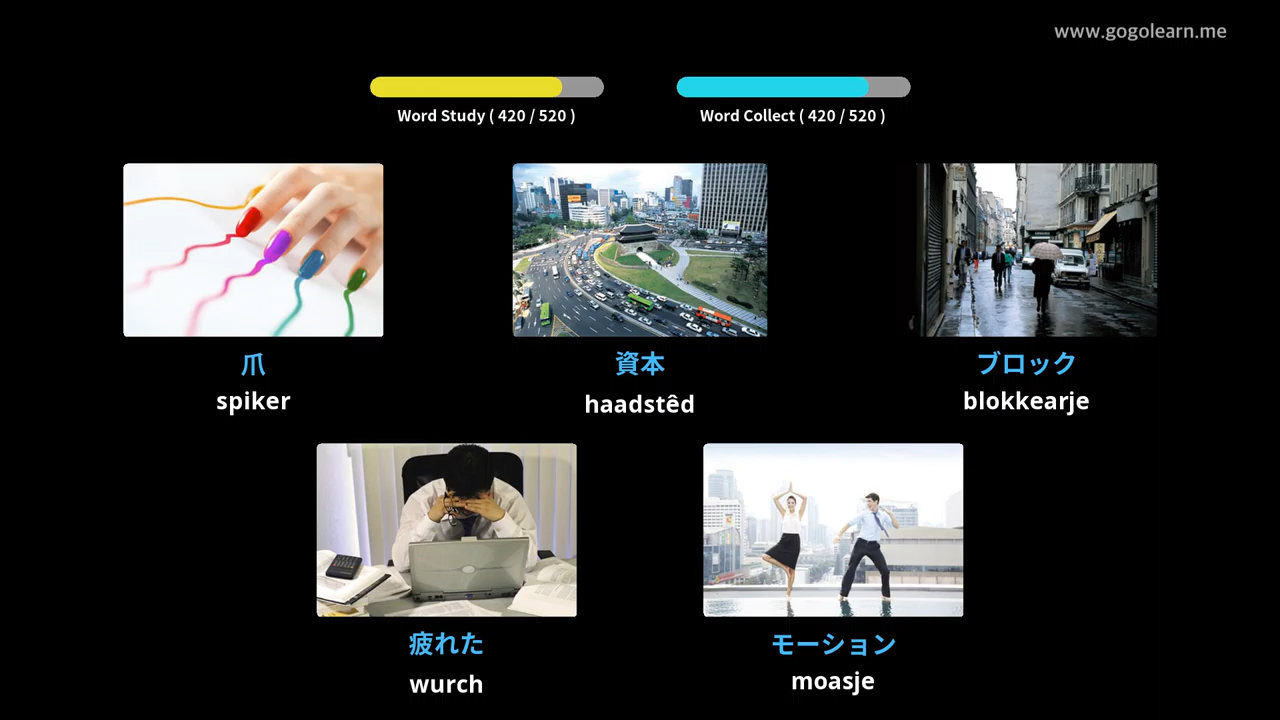 www.gogolearn.me
Word Study ( 420 / 520 )
Word Collect ( 420 / 520 )
爪
spiker
資本
haadstêd
ブロック
blokkearje
疲れた
wurch
モーション
moasje